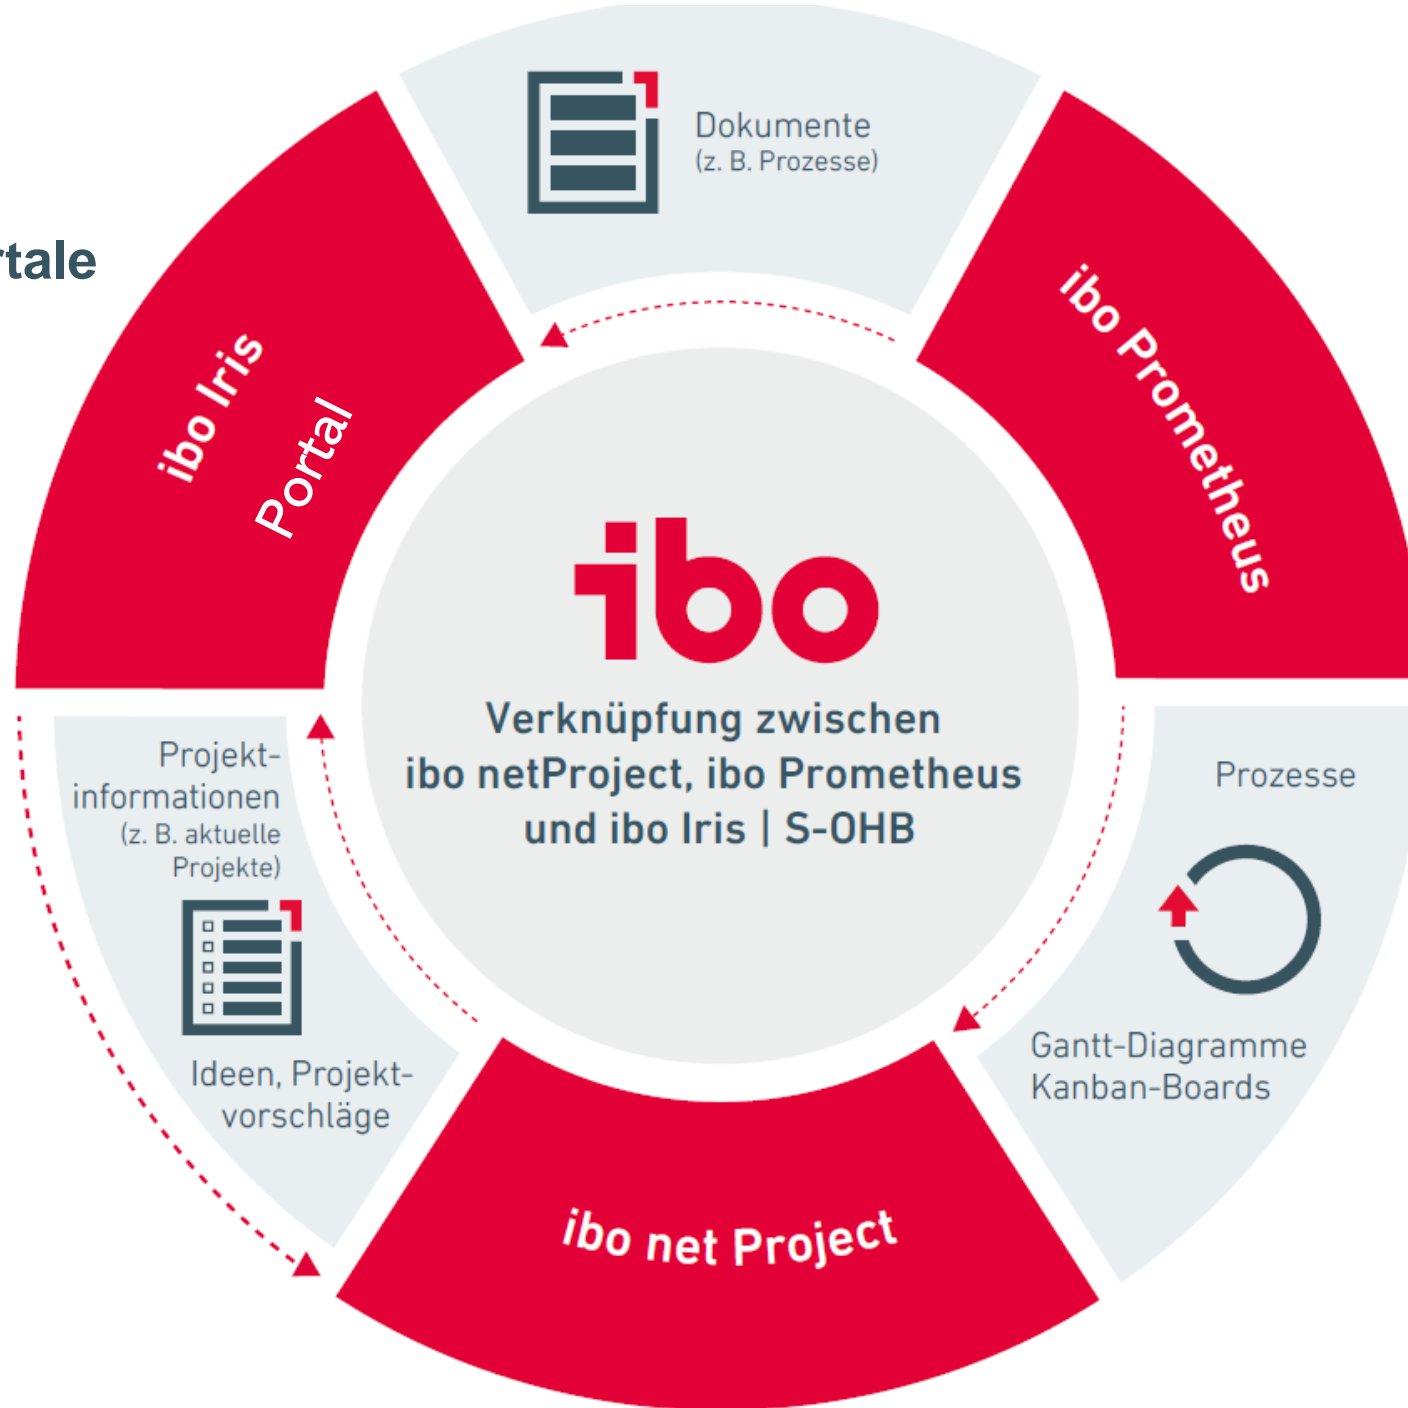 Dokumente
(z. B. Prozesse)
rtale
ibo Iris
Portal
ibo Prometheus
ibo
Verknüpfung zwischen
ibo netProject, ibo Prometheus
und ibo Iris | S-OHB
Projekt-
informationen
(z. B. aktuelle
Projekte)
Ideen, Projekt-
vorschläge
Prozesse
Gantt-Diagramme
Kanban-Boards
ibo net Project